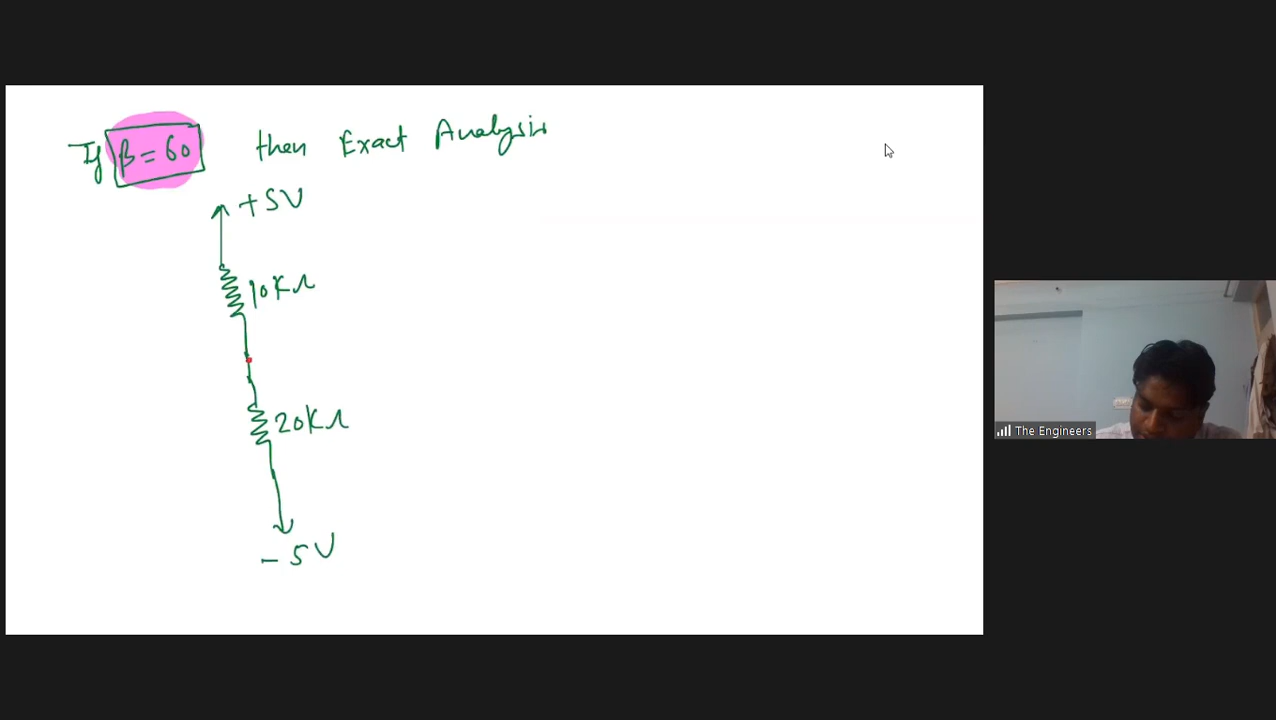 If β = 60 then Exact Analysis
+5V
10KΩ
20KΩ
- 5V
The Engineers